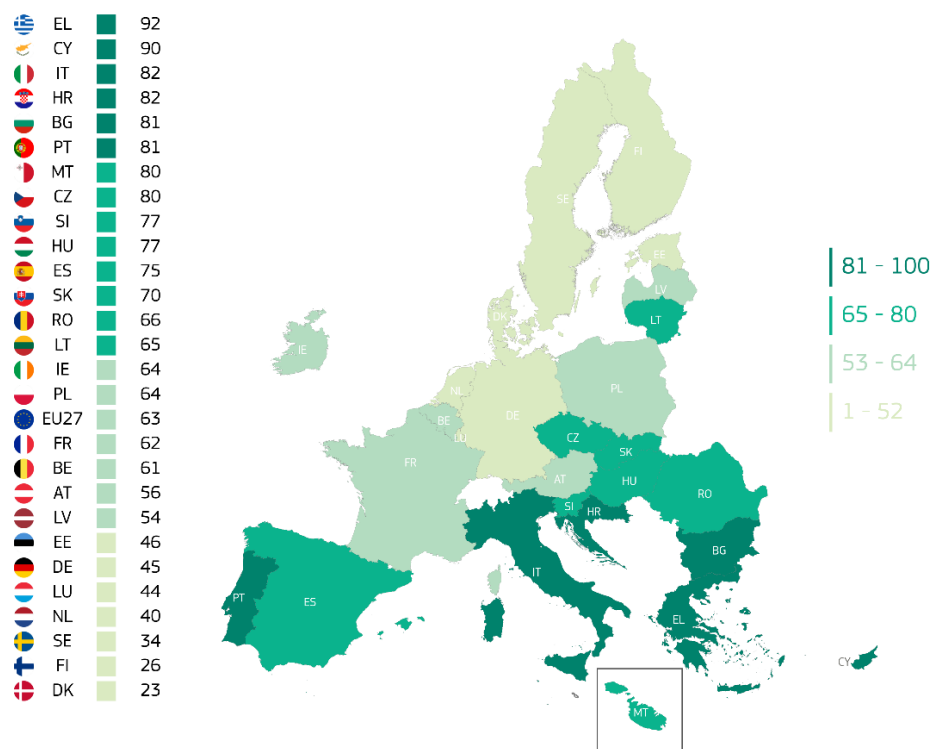 EL 92
CY 90
IT 82
HR 82
BG 81
PT 81
MT 80
CZ 80
SI 77
HU 77
ES 75
SK 70
RO 66
LT 65
IE 64
PL 64
EU27 63
FR 62
BE 61
AT 56
LV 54
EE 46
DE 45
LU 44
NL 40
SE 34
FI 26
DK 23
FI
SE
EE
LV
LT
DK
IE
NL
PL
BE
DE
LU
CZ
SK
FR
AT
HU
RO
SI
HR
BG
IT
PT
ES
EL
CY
MT
81 - 100
65 - 80
53 - 64
1 - 52